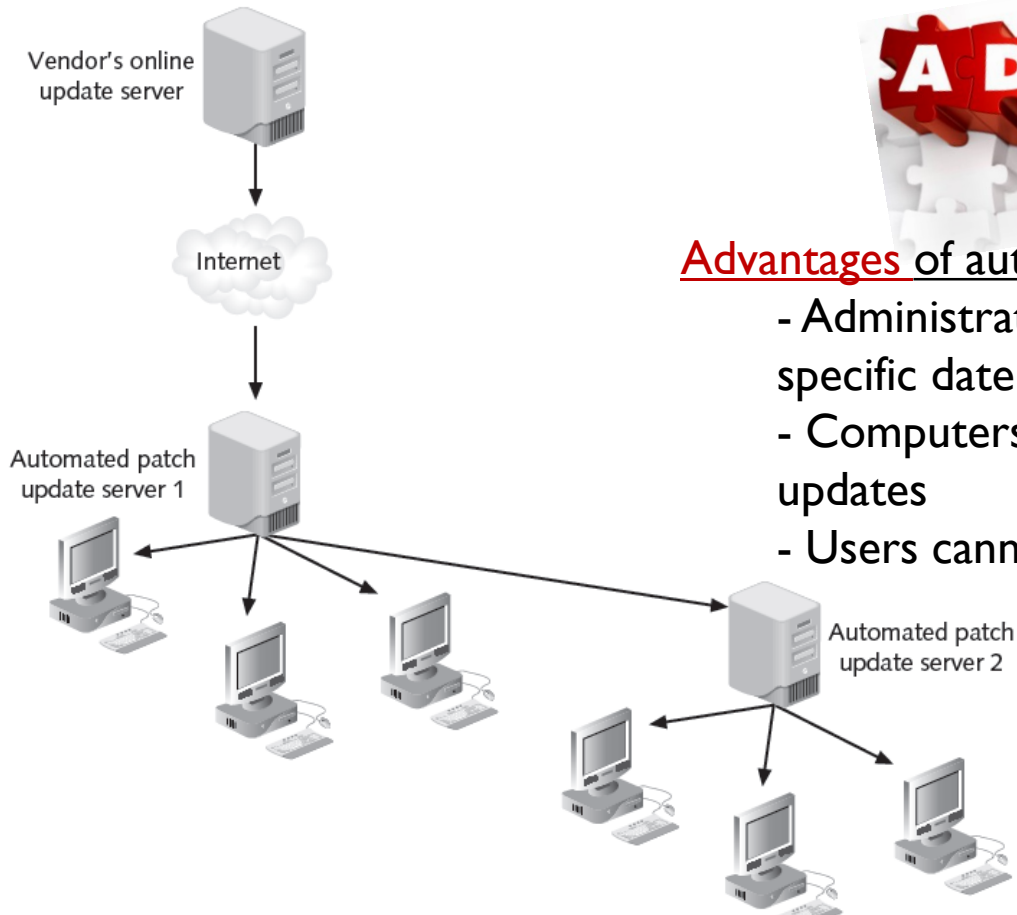 Vendor's online
update server
Internet
Automated patch
update server 1
A D
Advantages of
- Administrat
specific date
- Computers
updates
- Users cann
Automated patch
update server 2